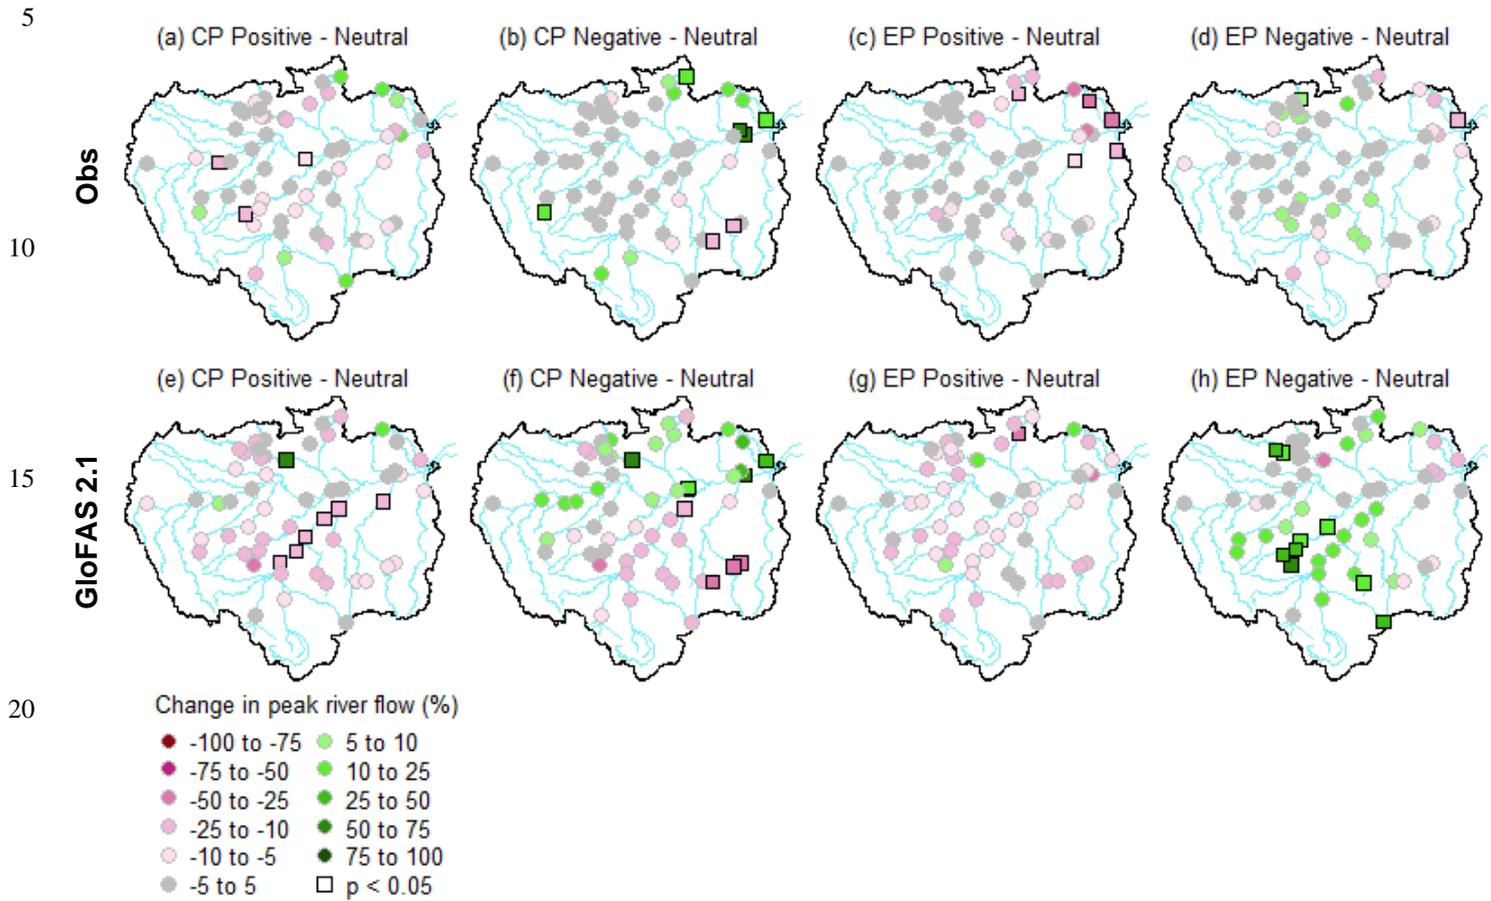 5
(a) CP Positive - Neutral
(b) CP Negative - Neutral
(c) EP Positive - Neutral
(d) EP Negative - Neutral
Obs
10
(e) CP Positive - Neutral
(f) CP Negative - Neutral
(g) EP Positive - Neutral
(h) EP Negative - Neutral
15
GloFAS 2.1
20
Change in peak river flow (%)
-100 to -75
-75 to -50
-50 to -25
-25 to -10
-10 to -5
-5 to 5
5 to 10
10 to 25
25 to 50
50 to 75
75 to 100
p < 0.05